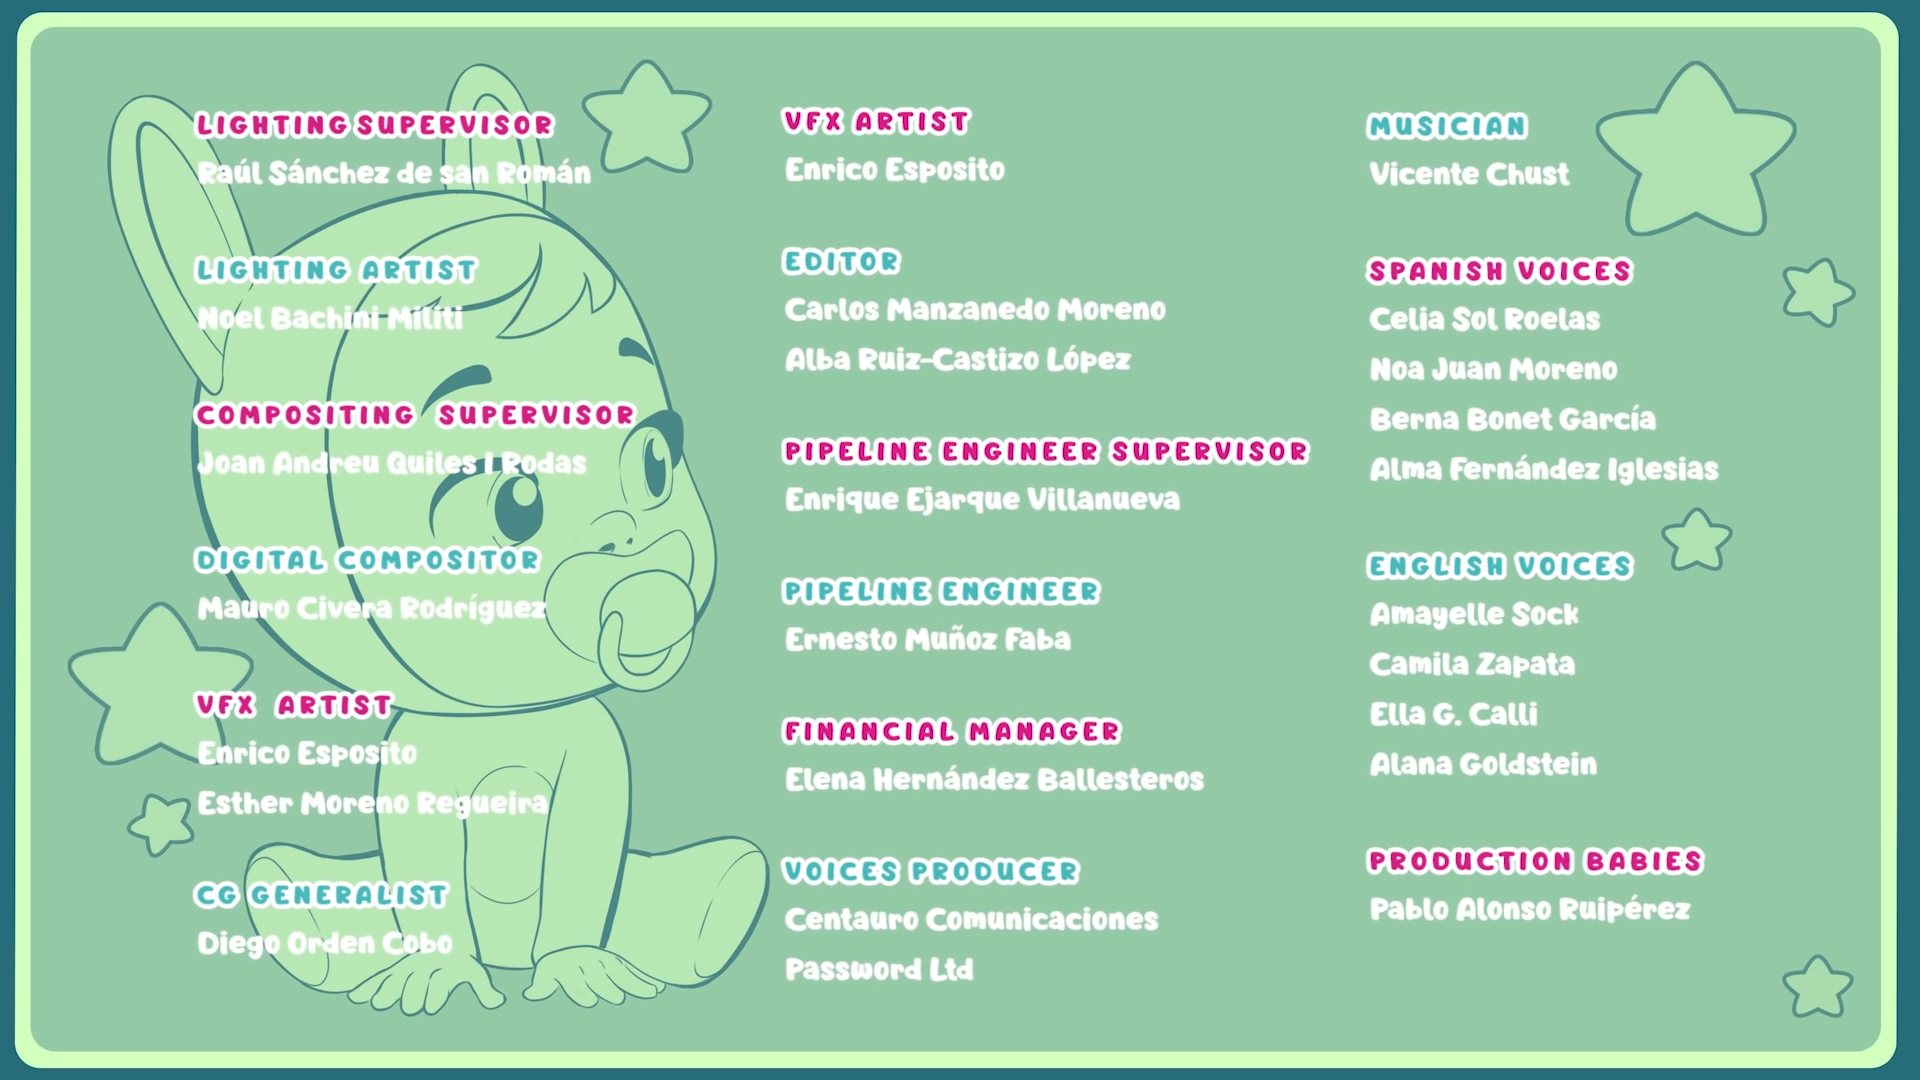 LIGHTING SUPERVISOR
Raúl Sánchez de san Román
LIGHTING ARTIST
Noel Bachini Militi
COMPOSITING SUPERVISOR
Joan Andreu Quiles I Rodas
DIGITAL COMPOSITOR
Mauro Civera Rodríguez
VFX ARTIST
Enrico Esposito
Esther Moreno Regueira
CG GENERALIST
Diego Orden Cobo
VFX ARTIST
Enrico Esposito
EDITOR
Carlos Manzanedo Moreno
Alba Ruiz-Castizo López
PIPELINE ENGINEER SUPERVISOR
Enrique Ejarque Villanueva
PIPELINE ENGINEER
Ernesto Muñoz Faba
FINANCIAL MANAGER
Elena Hernández Ballesteros
VOICES PRODUCER
Centauro Comunicaciones
Password Ltd
MUSICIAN
Vicente Chust
SPANISH VOICES
Celia Sol Roelas
Noa Juan Moreno
Berna Bonet García
Alma Fernández Iglesias
ENGLISH VOICES
Amayelle Sock
Camila Zapata
Ella G. Calli
Alana Goldstein
PRODUCTION BABIES
Pablo Alonso Ruipérez